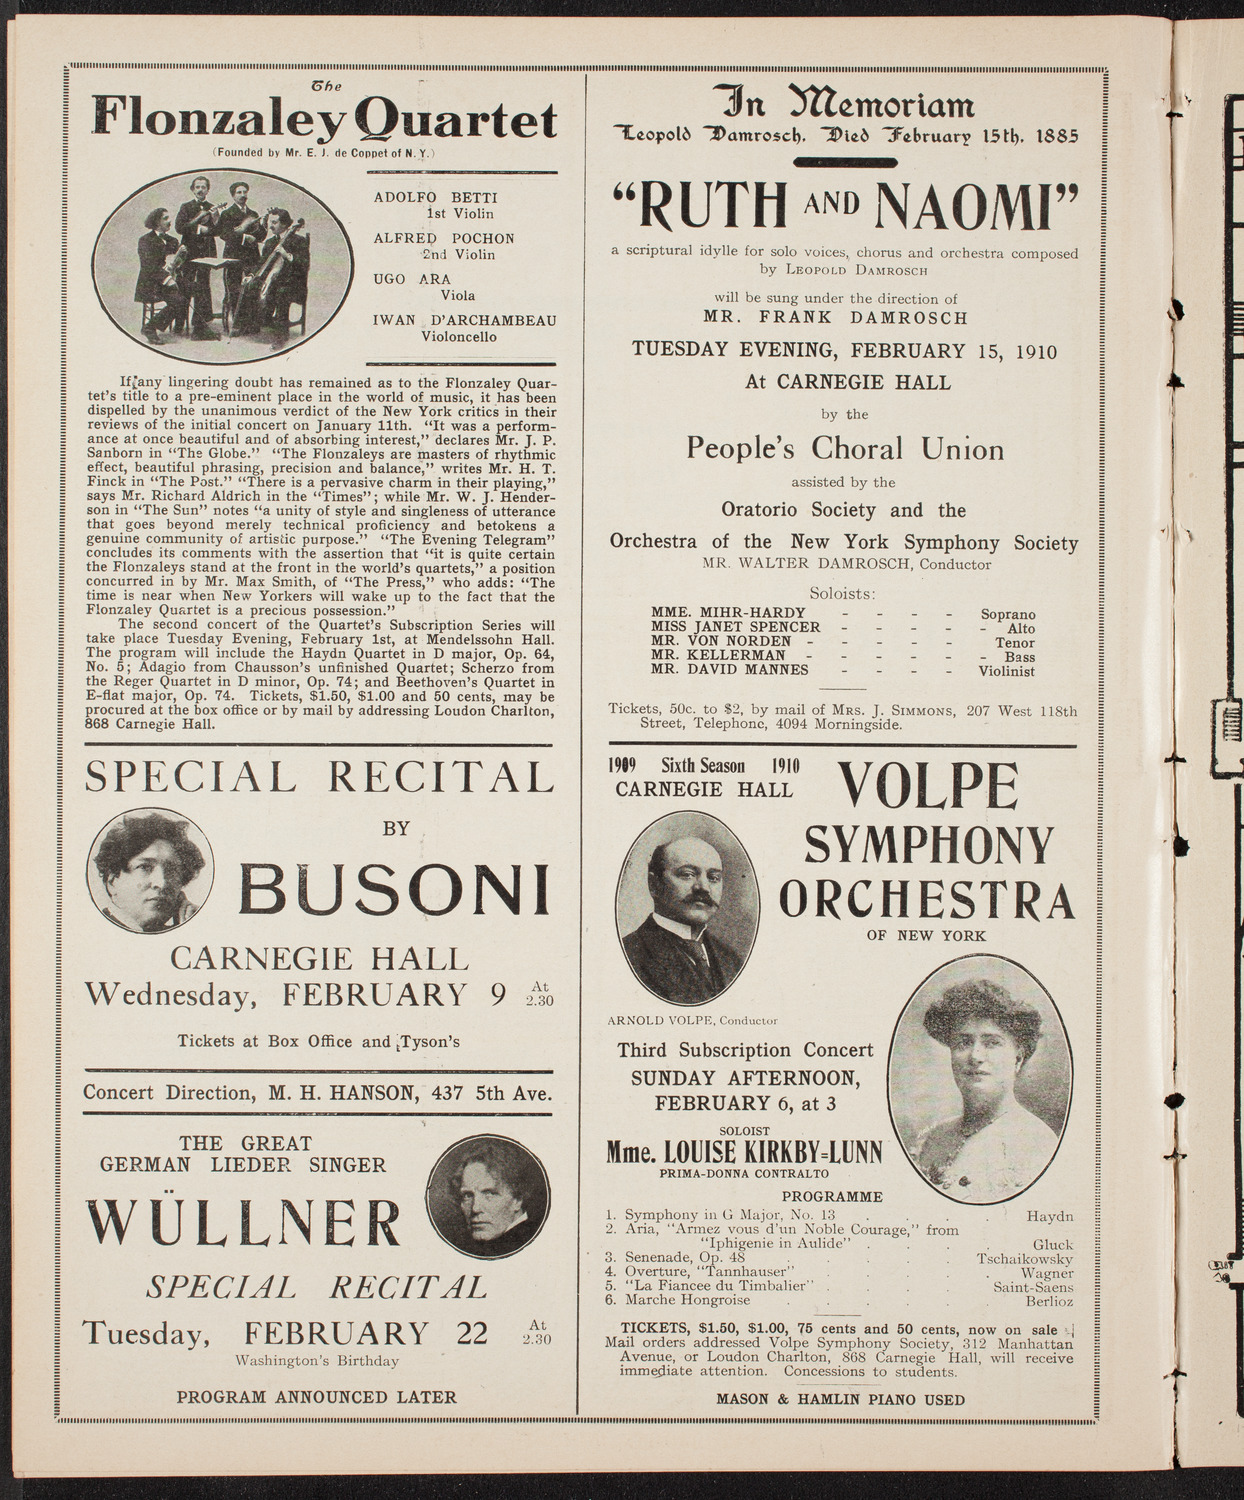 The
Flonzaley Quartet
(Founded by Mr. E. J. de Coppet of N. Y.)
ADOLFO BETTI
1st Violin
ALFRED POCHON
2nd Violin
UGO ARA
Viola
IWAN D'ARCHAMBEAU
Violoncello
If any lingering doubt has remained as to the Flonzaley Quar-
tet's title to a pre-eminent place in the world of music, it has been
dispelled by the unanimous verdict of the New York critics in their
reviews of the initial concert on January 11th. "It was a perform-
ance at once beautiful and of absorbing interest," declares Mr. J. P.
Sanborn in "The Globe." "The Flonzaleys are masters of rhythmic
effect, beautiful phrasing, precision and balance," writes Mr. H. T.
Finck in "The Post." "There is a pervasive charm in their playing,"
says Mr. Richard Aldrich in the "Times"; while Mr. W. J. Hender-
son in "The Sun" notes "a unity of style and singleness of utterance
that goes beyond merely technical proficiency and betokens a
genuine community of artistic purpose." "The Evening Telegram"
concludes its comments with the assertion that "it is quite certain
the Flonzaleys stand at the front in the world's quartets," a position
concurred in by Mr. Max Smith, of "The Press," who adds: "The
time is near when New Yorkers will wake up to the fact that the
Flonzaley Quartet is a precious possession."
The second concert of the Quartet's Subscription Series will
take place Tuesday Evening, February 1st, at Mendelssohn Hall.
The program will include the Haydn Quartet in D major, Op. 64,
No. 5; Adagio from Chausson's unfinished Quartet; Scherzo from
the Reger Quartet in D minor, Op. 74; and Beethoven's Quartet in
E-flat major, Op. 74. Tickets, $1.50, $1.00 and 50 cents, may be
procured at the box office or by mail by addressing Loudon Charlton,
868 Carnegie Hall.
SPECIAL RECITAL
BY
BUSONI
CARNEGIE HALL
Wednesday, FEBRUARY 9 At 2.30
Tickets at Box Office and Tyson's
Concert Direction, M. H. HANSON, 437 5th Ave.
THE GREAT
GERMAN LIEDER SINGER
WÜLLNER
SPECIAL RECITAL
Tuesday, FEBRUARY 22 At 2.30
Washington's Birthday
PROGRAM ANNOUNCED LATER
In Memoriam
Leopold Damrosch. Died February 15th. 1885
"RUTH AND NAOMI"
a scriptural idylle for solo voices, chorus and orchestra composed
by LEOPOLD DAMROSCH
will be sung under the direction of
MR. FRANK DAMROSCH
TUESDAY EVENING, FEBRUARY 15, 1910
At CARNEGIE HALL
by the
People's Choral Union
assisted by the
Oratorio Society and the
Orchestra of the New York Symphony Society
MR. WALTER DAMROSCH, Conductor
Soloists:
MME. MIHR-HARDY - - - - Soprano
MISS JANET SPENCER - - - - - Alto
MR. VON NORDEN - - - - - Tenor
MR. KELLERMAN - - - - - Bass
MR. DAVID MANNES - - - - Violinist
Tickets, 50c. to $2, by mail of MRS. J. SIMMONS, 207 West 118th
Street, Telephone, 4094 Morningside.
1909 Sixth Season 1910
CARNEGIE HALL
VOLPE
SYMPHONY
ORCHESTRA
OF NEW YORK
ARNOLD VOLPE, Conductor
Third Subscription Concert
SUNDAY AFTERNOON,
FEBRUARY 6, at 3
SOLOIST
Mme. LOUISE KIRKBY-LUNN
PRIMA-DONNA CONTRALTO
PROGRAMME
1. Symphony in G Major, No. 13 . . . . Haydn
2. Aria, "Armez vous d'un Noble Courage," from
"Iphigenie in Aulide" . . . . Gluck
3. Senenade, Op. 48 . . . . . Tschaikowsky
4. Overture, "Tannhauser" . . . . . Wagner
5. "La Fiancee du Timbalier" . . . . Saint-Saens
6. Marche Hongroise . . . . . . Berlioz
TICKETS, $1.50, $1.00, 75 cents and 50 cents, now on sale
Mail orders addressed Volpe Symphony Society, 312 Manhattan
Avenue, or Loudon Charlton, 868 Carnegie Hall, will receive
immediate attention. Concessions to students.
MASON & HAMLIN PIANO USED